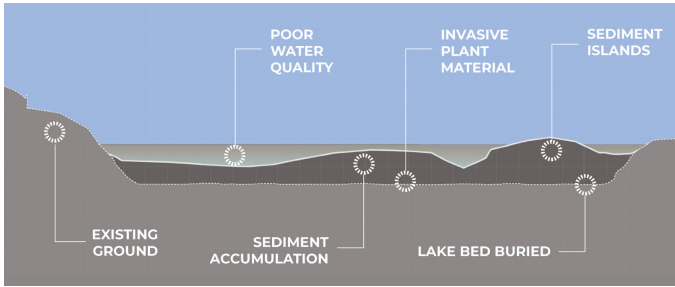 POOR
WATER
QUALITY
INVASIVE
PLANT
MATERIAL
SEDIMENT
ISLANDS
EXISTING
GROUND
SEDIMENT
ACCUMULATION
LAKE BED BURIED